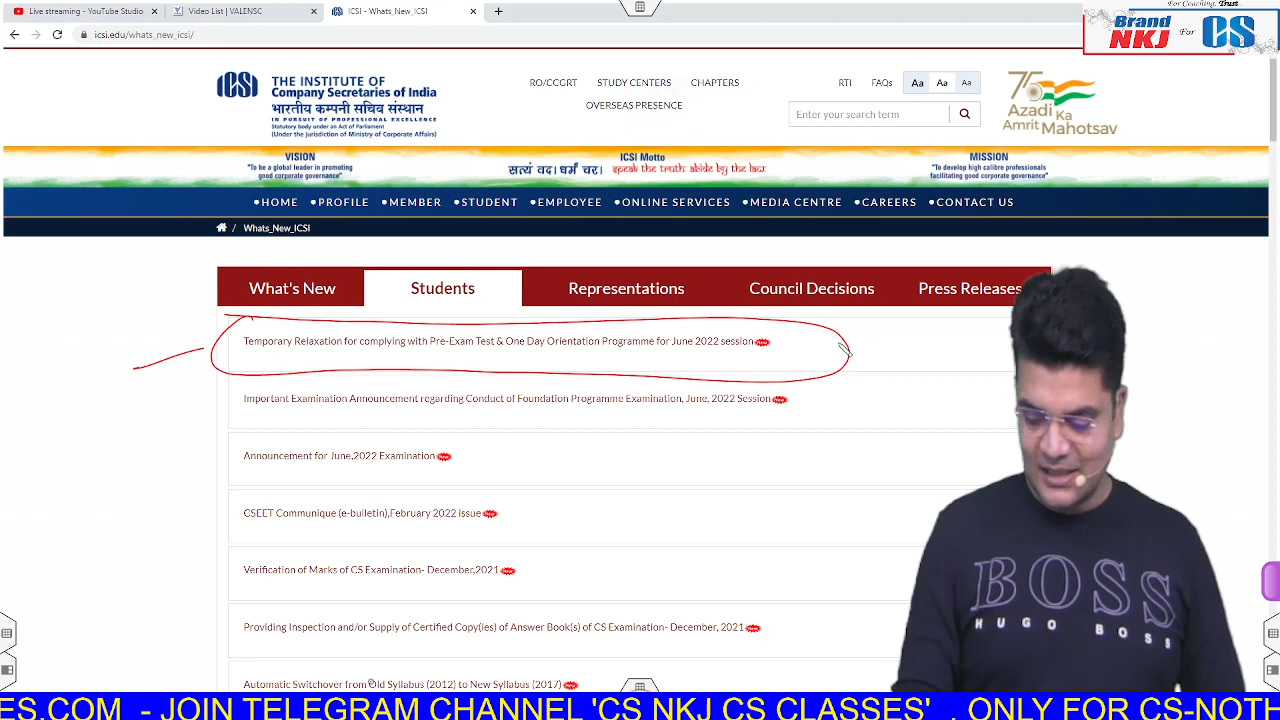 Live streaming - YouTube Studio
Video List | VALENSC
ICSI - Whats_New_ICSI
icsi.edu/whats_new_icsi/
For Coaching, Trust...
Brand
NKJ
For
CS
ICSI
THE INSTITUTE OF
Company Secretaries of India
भारतीय कम्पनी सचिव संस्थान
IN PURSUIT OF PROFESSIONAL EXCELLENCE
Statutory body under an Act of Parliament
(Under the jurisdiction of Ministry of Corporate Affairs)
RO/CCGRT STUDY CENTERS CHAPTERS
OVERSEAS PRESENCE
RTI FAQs Aa Aa Aa
Enter your search term
75
Azadi Ka
Amrit Mahotsav
VISION
"To be a global leader in promoting
good corporate governance"
ICSI Motto
सत्यं वद। धर्मं चर। speak the truth. abide by the law.
MISSION
"To develop high calibre professionals
facilitating good corporate governance"
HOME PROFILE MEMBER STUDENT EMPLOYEE ONLINE SERVICES MEDIA CENTRE CAREERS CONTACT US
/ Whats_New_ICSI
What's New Students Representations Council Decisions Press Releases
Temporary Relaxation for complying with Pre-Exam Test & One Day Orientation Programme for June 2022 session New
Important Examination Announcement regarding Conduct of Foundation Programme Examination, June, 2022 Session New
Announcement for June,2022 Examination New
CSEET Communique (e-bulletin),February 2022 issue New
Verification of Marks of CS Examination- December,2021 New
Providing Inspection and/or Supply of Certified Copy(ies) of Answer Book(s) of CS Examination- December, 2021 New
Automatic Switchover from Old Syllabus (2012) to New Syllabus (2017) New
BOSS
HUGO BOSS
ES.COM - JOIN TELEGRAM CHANNEL 'CS NKJ CS CLASSES' , ONLY FOR CS-NOTH